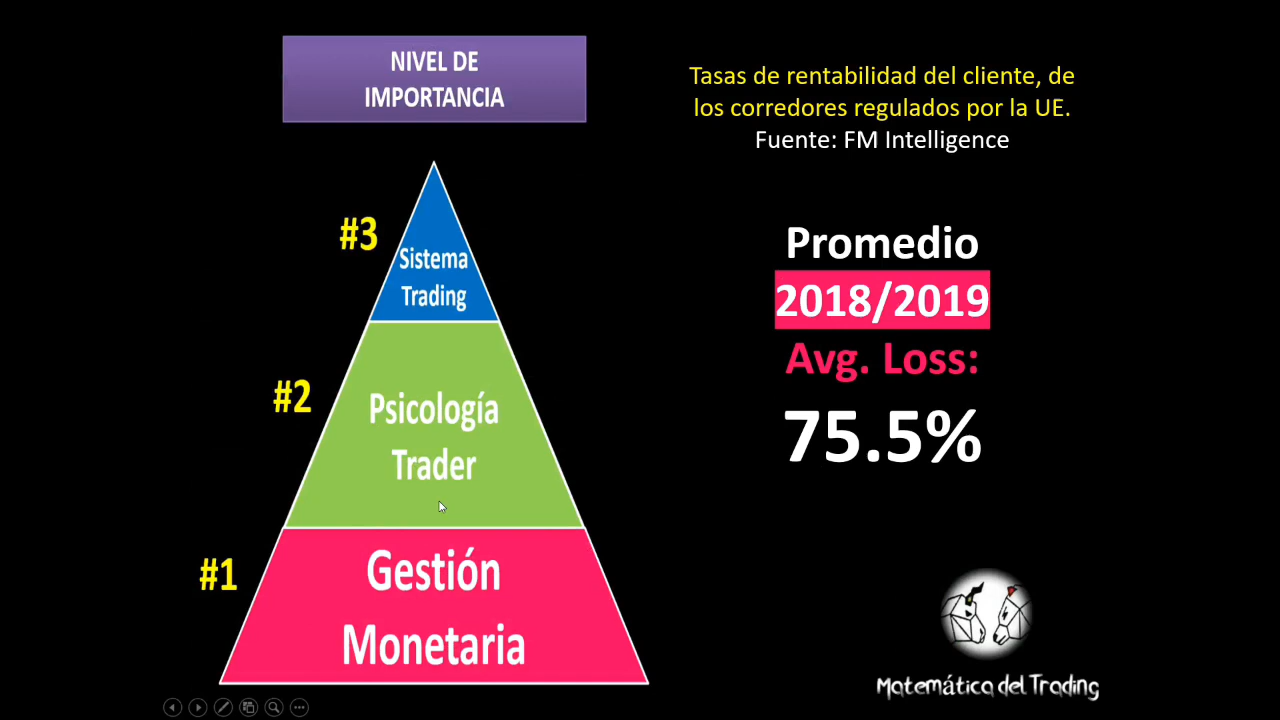 NIVEL DE
IMPORTANCIA
#3
Sistema
Trading
#2
Psicología
Trader
#1
Gestión
Monetaria
Tasas de rentabilidad del cliente, de
los corredores regulados por la UE.
Fuente: FM Intelligence
Promedio
2018/2019
Avg. Loss:
75.5%
Matemática del Trading